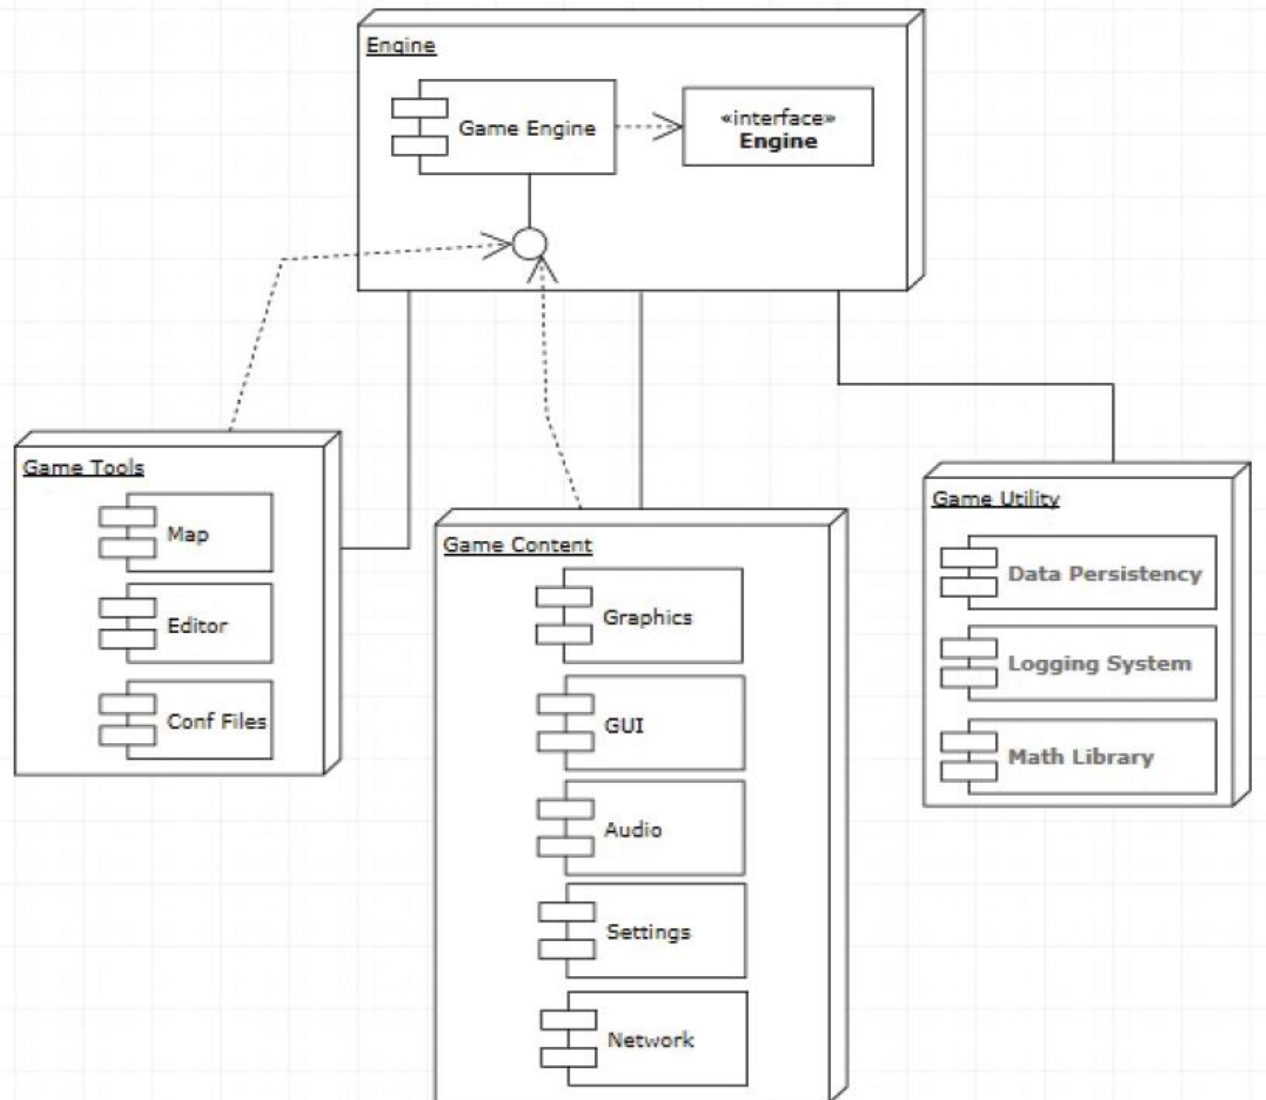 Engine
Game Engine
«interface»
Engine
Game Tools
Map
Editor
Conf Files
Game Content
Graphics
GUI
Audio
Settings
Network
Game Utility
Data Persistency
Logging System
Math Library